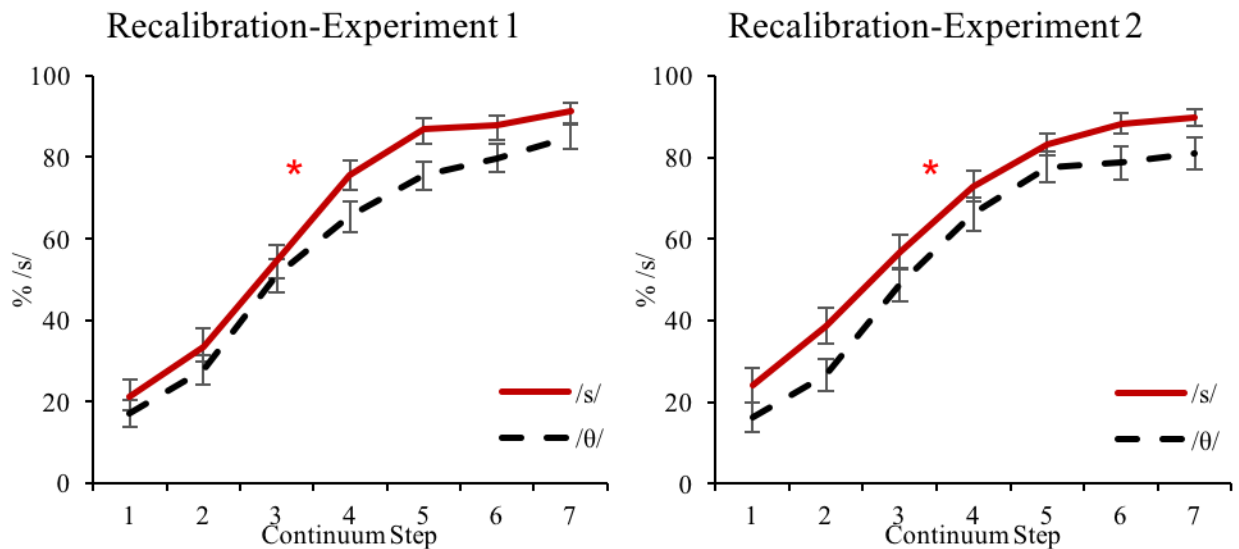 Recalibration-Experiment 1
100
80
60
40
20
0
% /s/
*
/s/
/θ/
1 2 3 4 5 6 7
Continuum Step
Recalibration-Experiment 2
100
80
60
40
20
0
% /s/
*
/s/
/θ/
1 2 3 4 5 6 7
Continuum Step